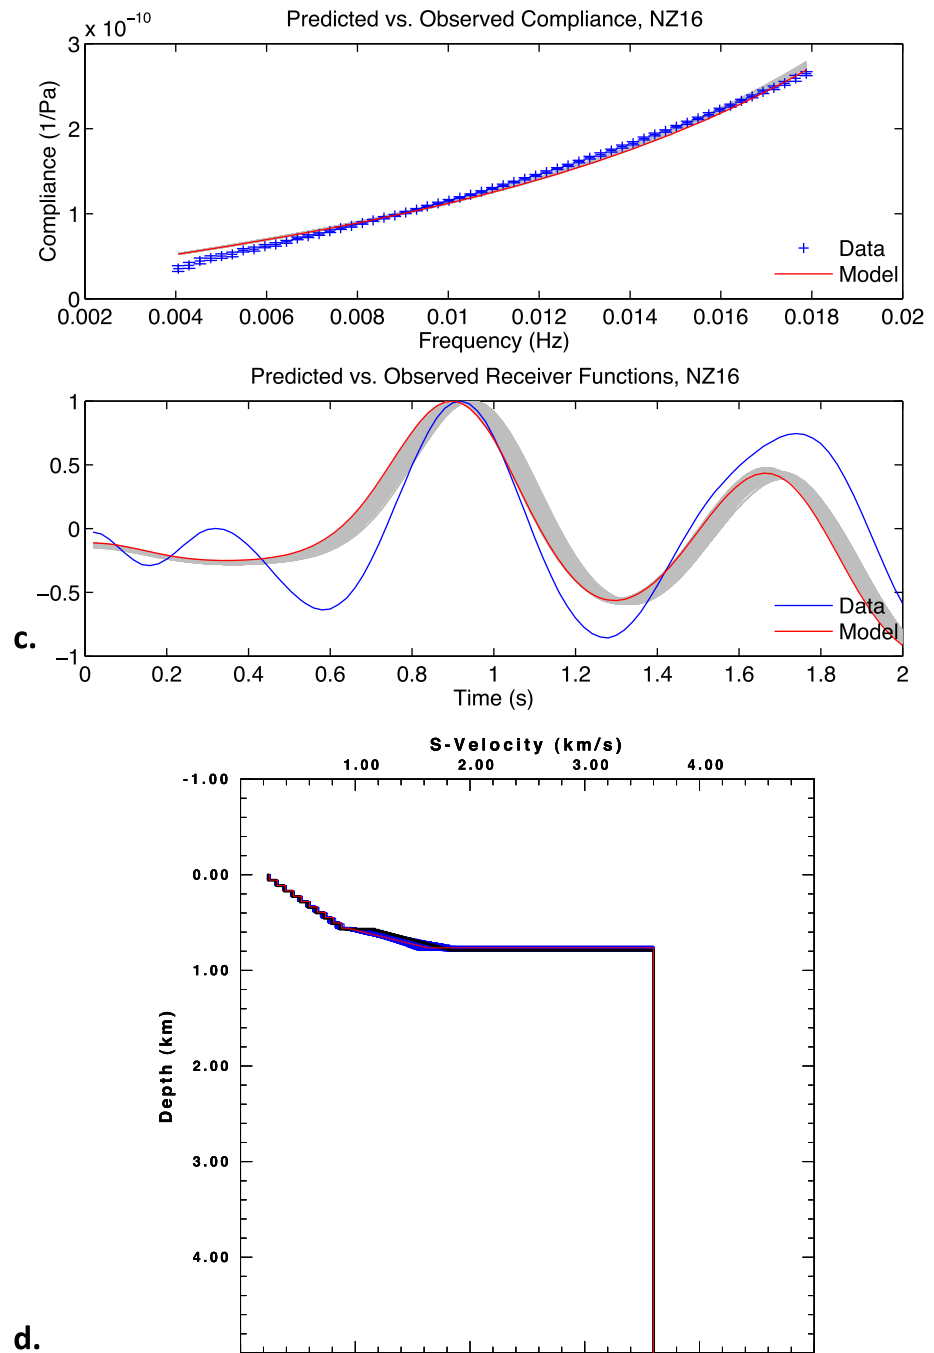 Predicted vs. Observed Compliance, NZ16
x 10⁻¹⁰
3
2
1
0
Compliance (1/Pa)
Data
Model
0.002 0.004 0.006 0.008 0.01 0.012 0.014 0.016 0.018 0.02
Frequency (Hz)
Predicted vs. Observed Receiver Functions, NZ16
1
0.5
0
−0.5
−1
Data
Model
c.
0 0.2 0.4 0.6 0.8 1 1.2 1.4 1.6 1.8 2
Time (s)
S-Velocity (km/s)
1.00 2.00 3.00 4.00
-1.00
0.00
1.00
2.00
3.00
4.00
Depth (km)
d.